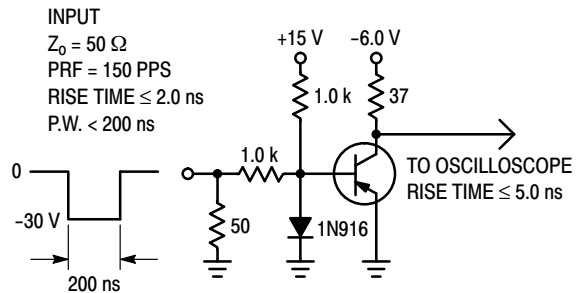 INPUT
Z₀ = 50 Ω
PRF = 150 PPS
RISE TIME ≤ 2.0 ns
P.W. < 200 ns
+15 V
−6.0 V
1.0 k
37
0
1.0 k
TO OSCILLOSCOPE
RISE TIME ≤ 5.0 ns
−30 V
50
1N916
200 ns